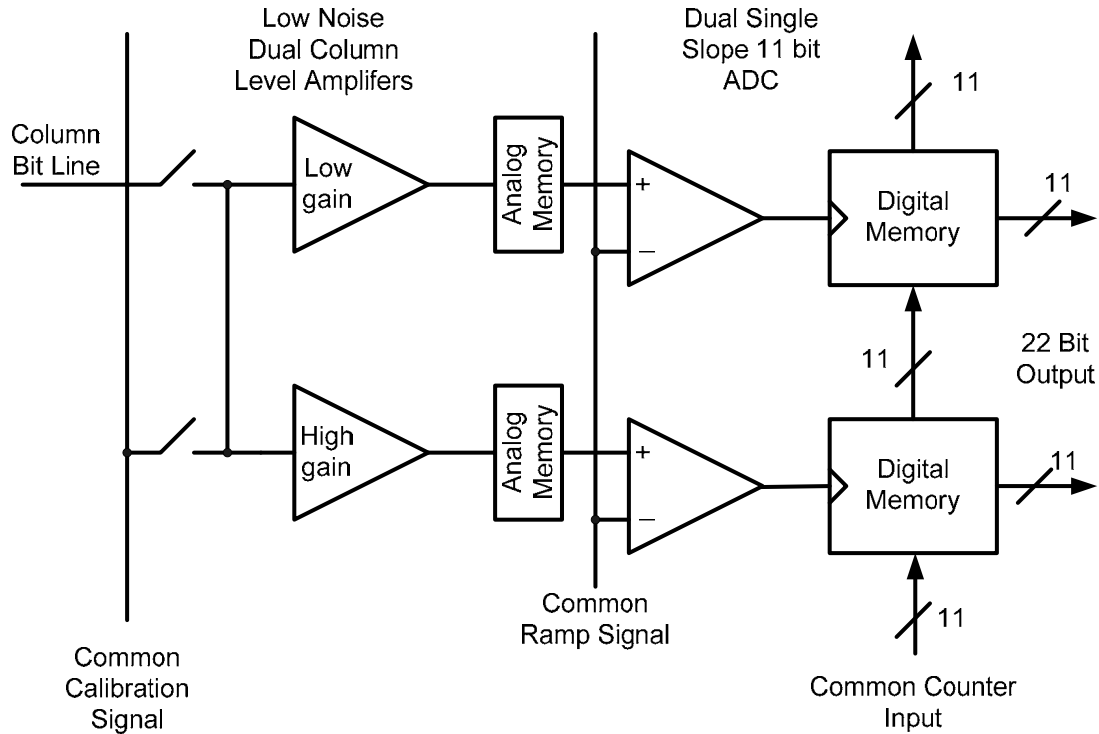 Low Noise
Dual Column
Level Amplifers
Dual Single
Slope 11 bit
ADC
11
Column
Bit Line
Low
gain
Analog
Memory
+
–
Digital
Memory
11
11
22 Bit
Output
High
gain
Analog
Memory
+
–
Digital
Memory
11
Common
Ramp Signal
11
Common
Calibration
Signal
Common Counter
Input